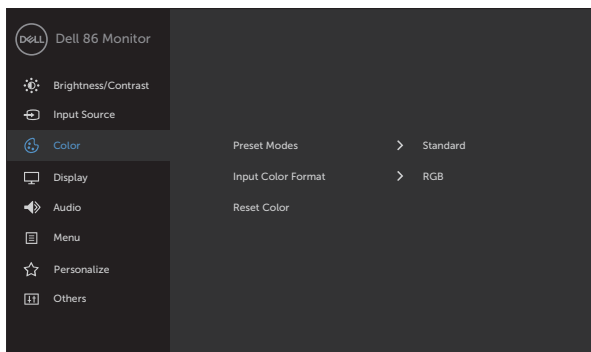 DELL Dell 86 Monitor
Brightness/Contrast
Input Source
Color
Display
Audio
Menu
Personalize
Others
Preset Modes > Standard
Input Color Format > RGB
Reset Color